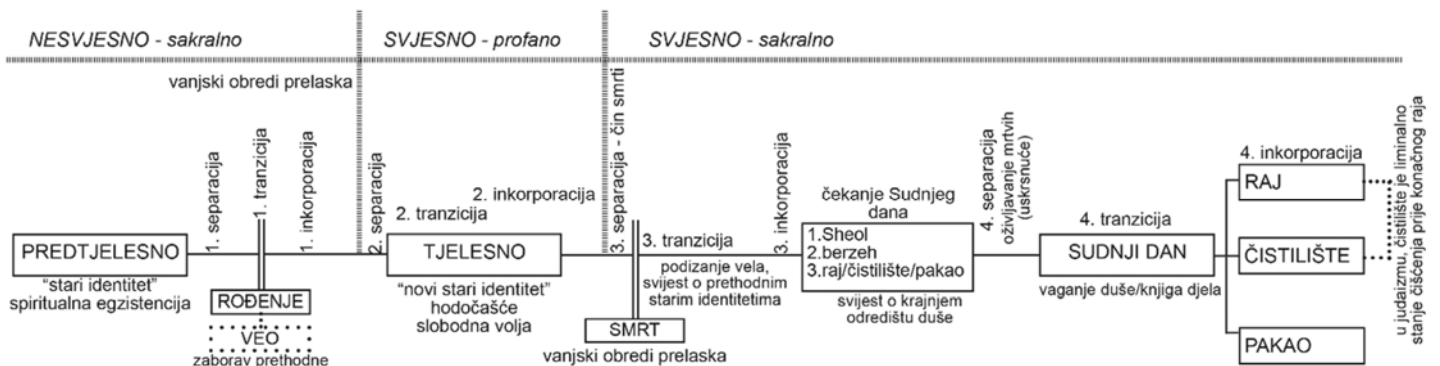 NESVJESNO - sakralno
SVJESNO - profano
SVJESNO - sakralno
vanjski obredi prelaska
1. separacija
1. tranzicija
1. inkorporacija
2. separacija
2. tranzicija
2. inkorporacija
3. separacija - čin smrti
3. tranzicija
3. inkorporacija
čekanje Sudnjeg
dana
4. separacija
oživljavanje mrtvih
(uskrsnuće)
4. tranzicija
4. inkorporacija
PREDTJELESNO
"stari identitet"
spiritualna egzistencija
ROĐENJE
VEO
zaborav prethodne
TJELESNO
"novi stari identitet"
hodočašće
slobodna volja
podizanje vela,
svijest o prethodnim
starim identitetima
SMRT
vanjski obredi prelaska
1.Sheol
2.berzeh
3.raj/čistilište/pakao
svijest o krajnjem
odredištu duše
SUDNJI DAN
vaganje duše/knjiga djela
RAJ
ČISTILIŠTE
PAKAO
u judaizmu, čistilište je liminalno
stanje čišćenja prije konačnog raja